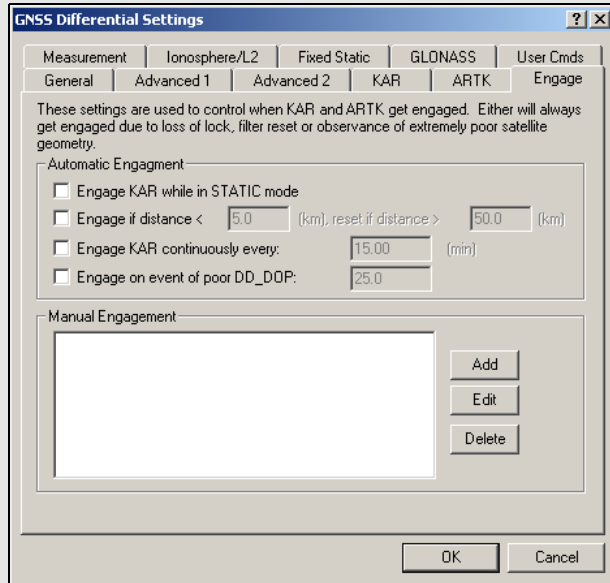 GNSS Differential Settings
Measurement Ionosphere/L2 Fixed Static GLONASS User Cmds
General Advanced 1 Advanced 2 KAR ARTK Engage
These settings are used to control when KAR and ARTK get engaged. Either will always
get engaged due to loss of lock, filter reset or observance of extremely poor satellite
geometry.
Automatic Engagment
Engage KAR while in STATIC mode
Engage if distance < 5.0 (km), reset if distance > 50.0 (km)
Engage KAR continuously every: 15.00 (min)
Engage on event of poor DD_DOP: 25.0
Manual Engagement
Add
Edit
Delete
OK Cancel